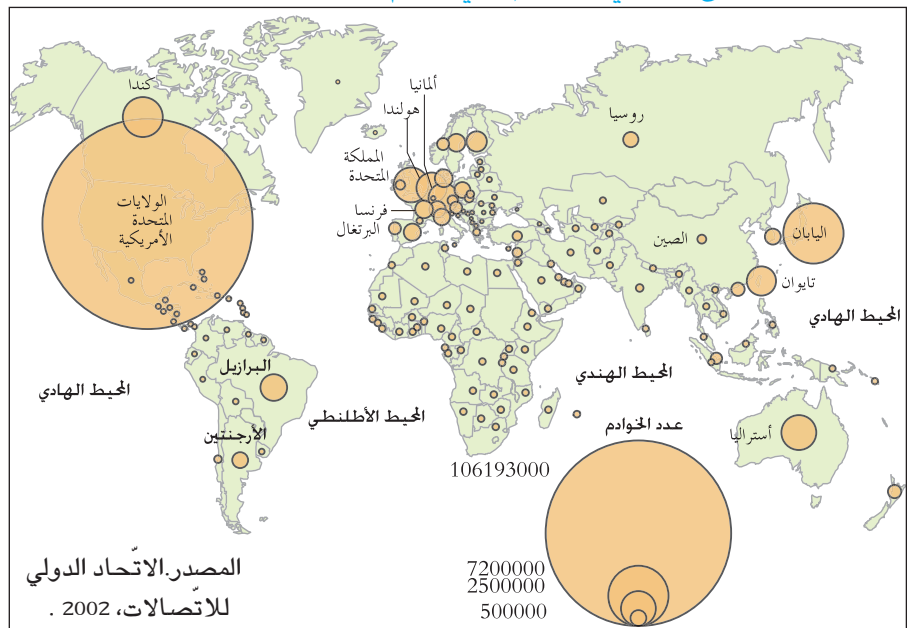 كندا
ألمانيا
هولندا
روسيا
المملكة
المتحدة
فرنسا
البرتغال
الولايات
المتحدة
الأمريكية
الصين
اليابان
تايوان
المحيط الهادي
البرازيل
المحيط الهندي
المحيط الهادي
المحيط الأطلنطي
الأرجنتين
أستراليا
عدد الخوادم
106193000
7200000
2500000
500000
المصدر.الاتّحاد الدولي
للاتّصالات، 2002 .